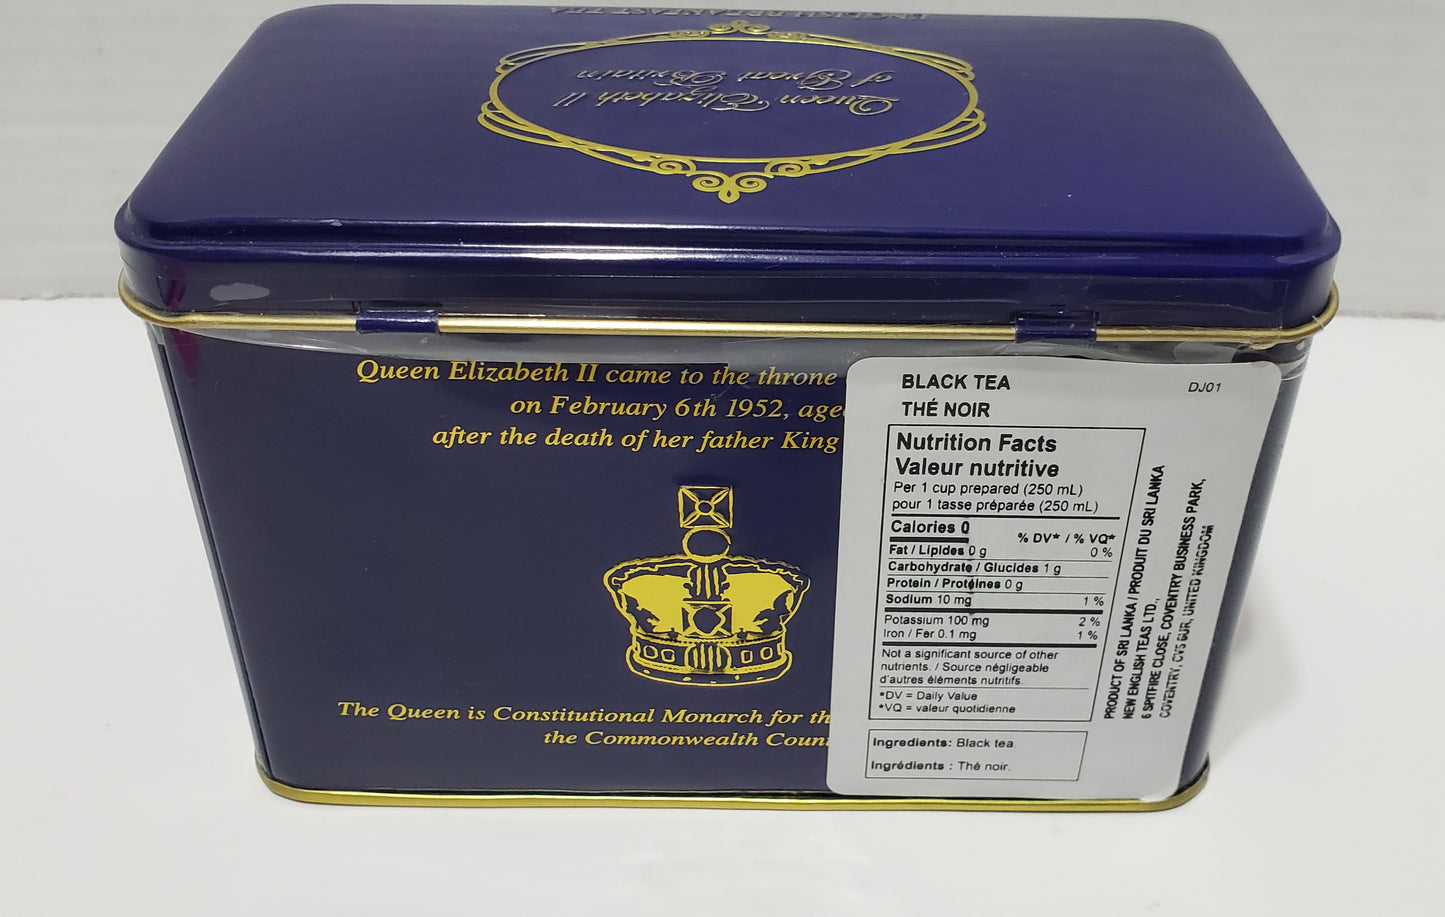 ENGLISH BREAKFAST TEA
Queen Elizabeth II
of Great Britain
Queen Elizabeth II came to the throne
on February 6th 1952, aged
after the death of her father King
The Queen is Constitutional Monarch for th
the Commonwealth Coun
BLACK TEA
DJ01
THÉ NOIR
Nutrition Facts
Valeur nutritive
Per 1 cup prepared (250 mL)
pour 1 tasse préparée (250 mL)
Calories 0
% DV* / % VQ*
Fat / Lipides 0 g 0 %
Carbohydrate / Glucides 1 g
Protein / Protéines 0 g
Sodium 10 mg 1 %
Potassium 100 mg 2 %
Iron / Fer 0.1 mg 1 %
Not a significant source of other
nutrients. / Source négligeable
d'autres éléments nutritifs.
*DV = Daily Value
*VQ = valeur quotidienne
Ingredients: Black tea.
Ingrédients : Thé noir.
PRODUCT OF SRI LANKA / PRODUIT DU SRI LANKA
NEW ENGLISH TEAS LTD.,
6 SPITFIRE CLOSE, COVENTRY BUSINESS PARK,
COVENTRY, CV5 6UR, UNITED KINGDOM